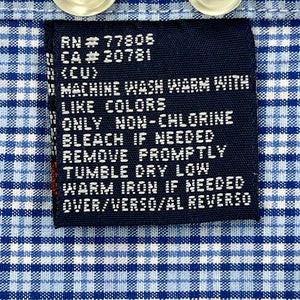 RN # 77806
CA # 20781
(CU)
MACHINE WASH WARM WITH
LIKE COLORS
ONLY NON-CHLORINE
BLEACH IF NEEDED
REMOVE PROMPTLY
TUMBLE DRY LOW
WARM IRON IF NEEDED
OVER/VERSO/AL REVERSO